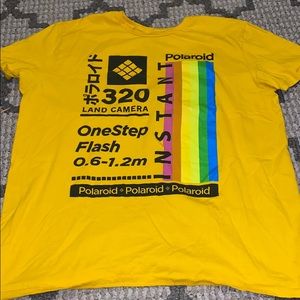 ポラロイド
320
LAND CAMERA
OneStep
Flash
0.6-1.2m
INSTANT
Polaroid
Polaroid Polaroid Polaroid